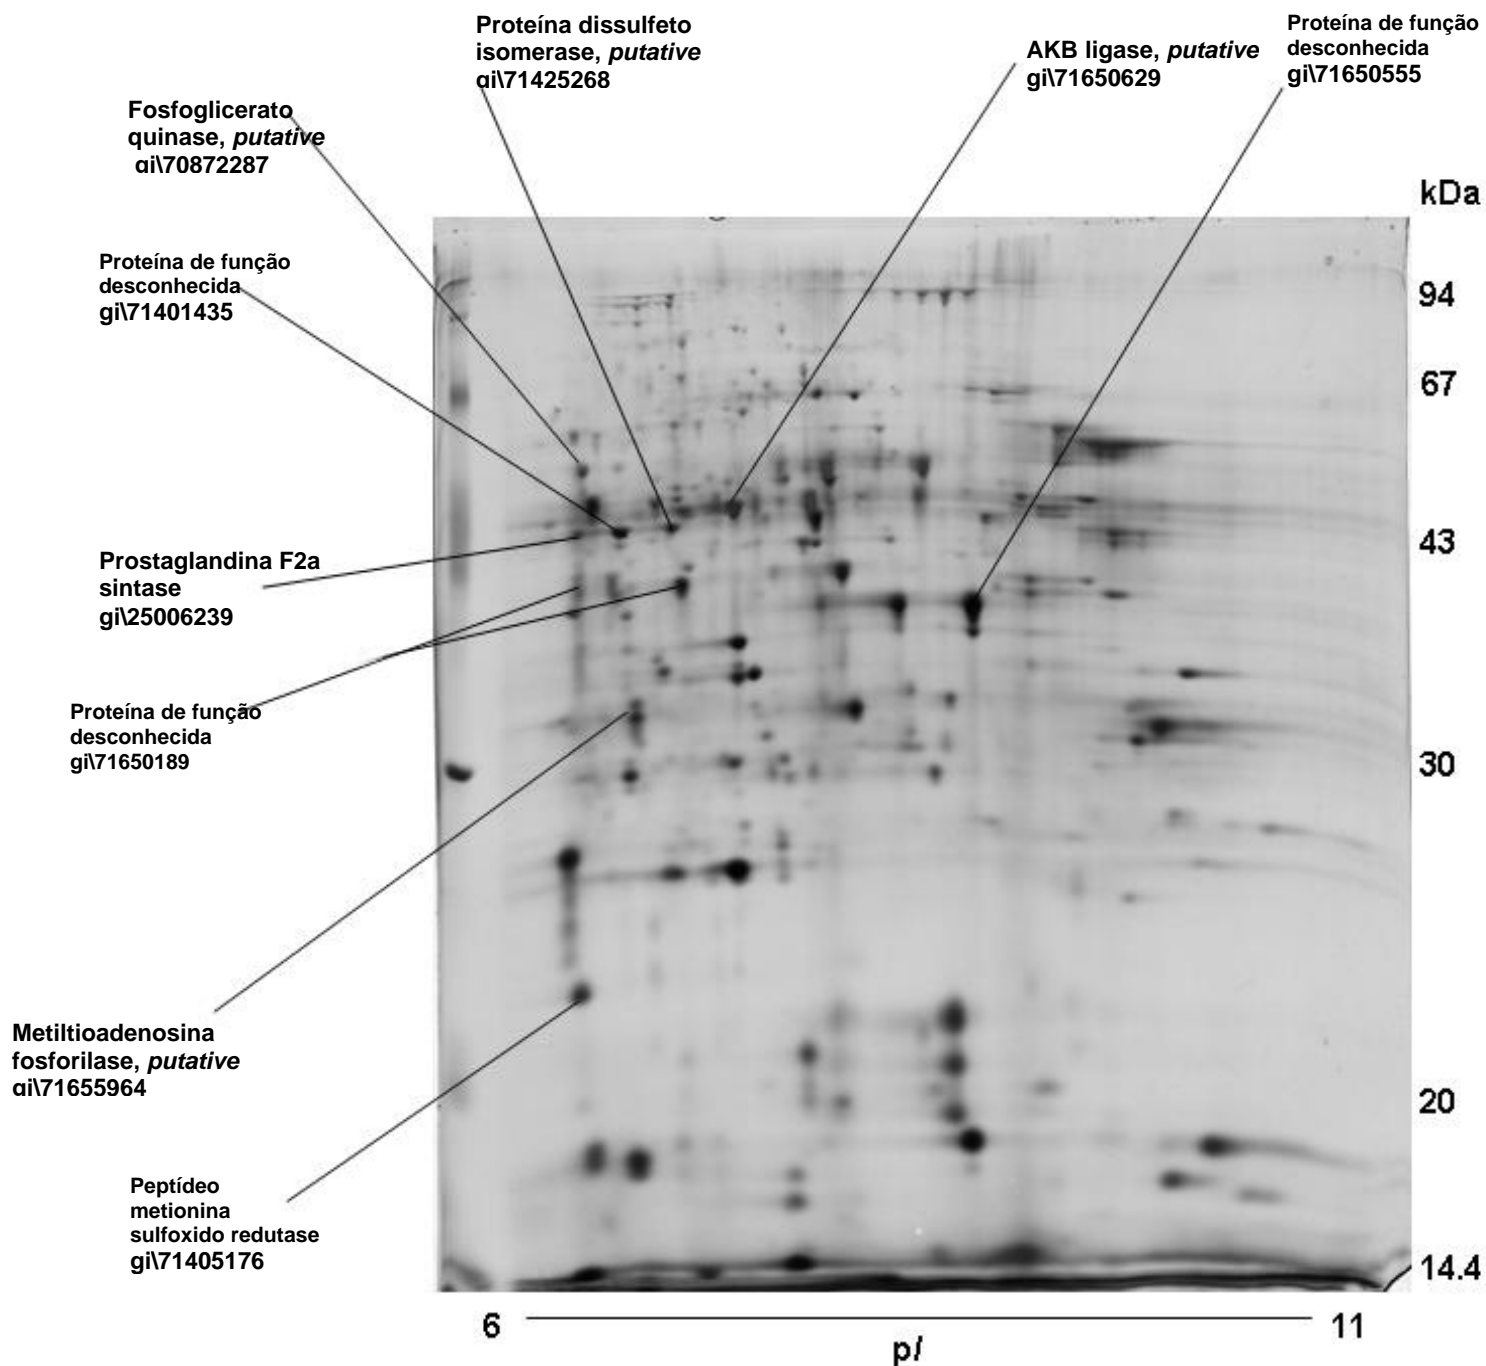 Proteína dissulfeto
isomerase, putative
gi\71425268
AKB ligase, putative
gi\71650629
Proteína de função
desconhecida
gi\71650555
Fosfoglicerato
quinase, putative
gi\70872287
kDa
Proteína de função
desconhecida
gi\71401435
94
67
43
30
20
14.4
Prostaglandina F2a
sintase
gi\25006239
Proteína de função
desconhecida
gi\71650189
Metiltioadenosina
fosforilase, putative
gi\71655964
Peptídeo
metionina
sulfoxido redutase
gi\71405176
6
11
pI